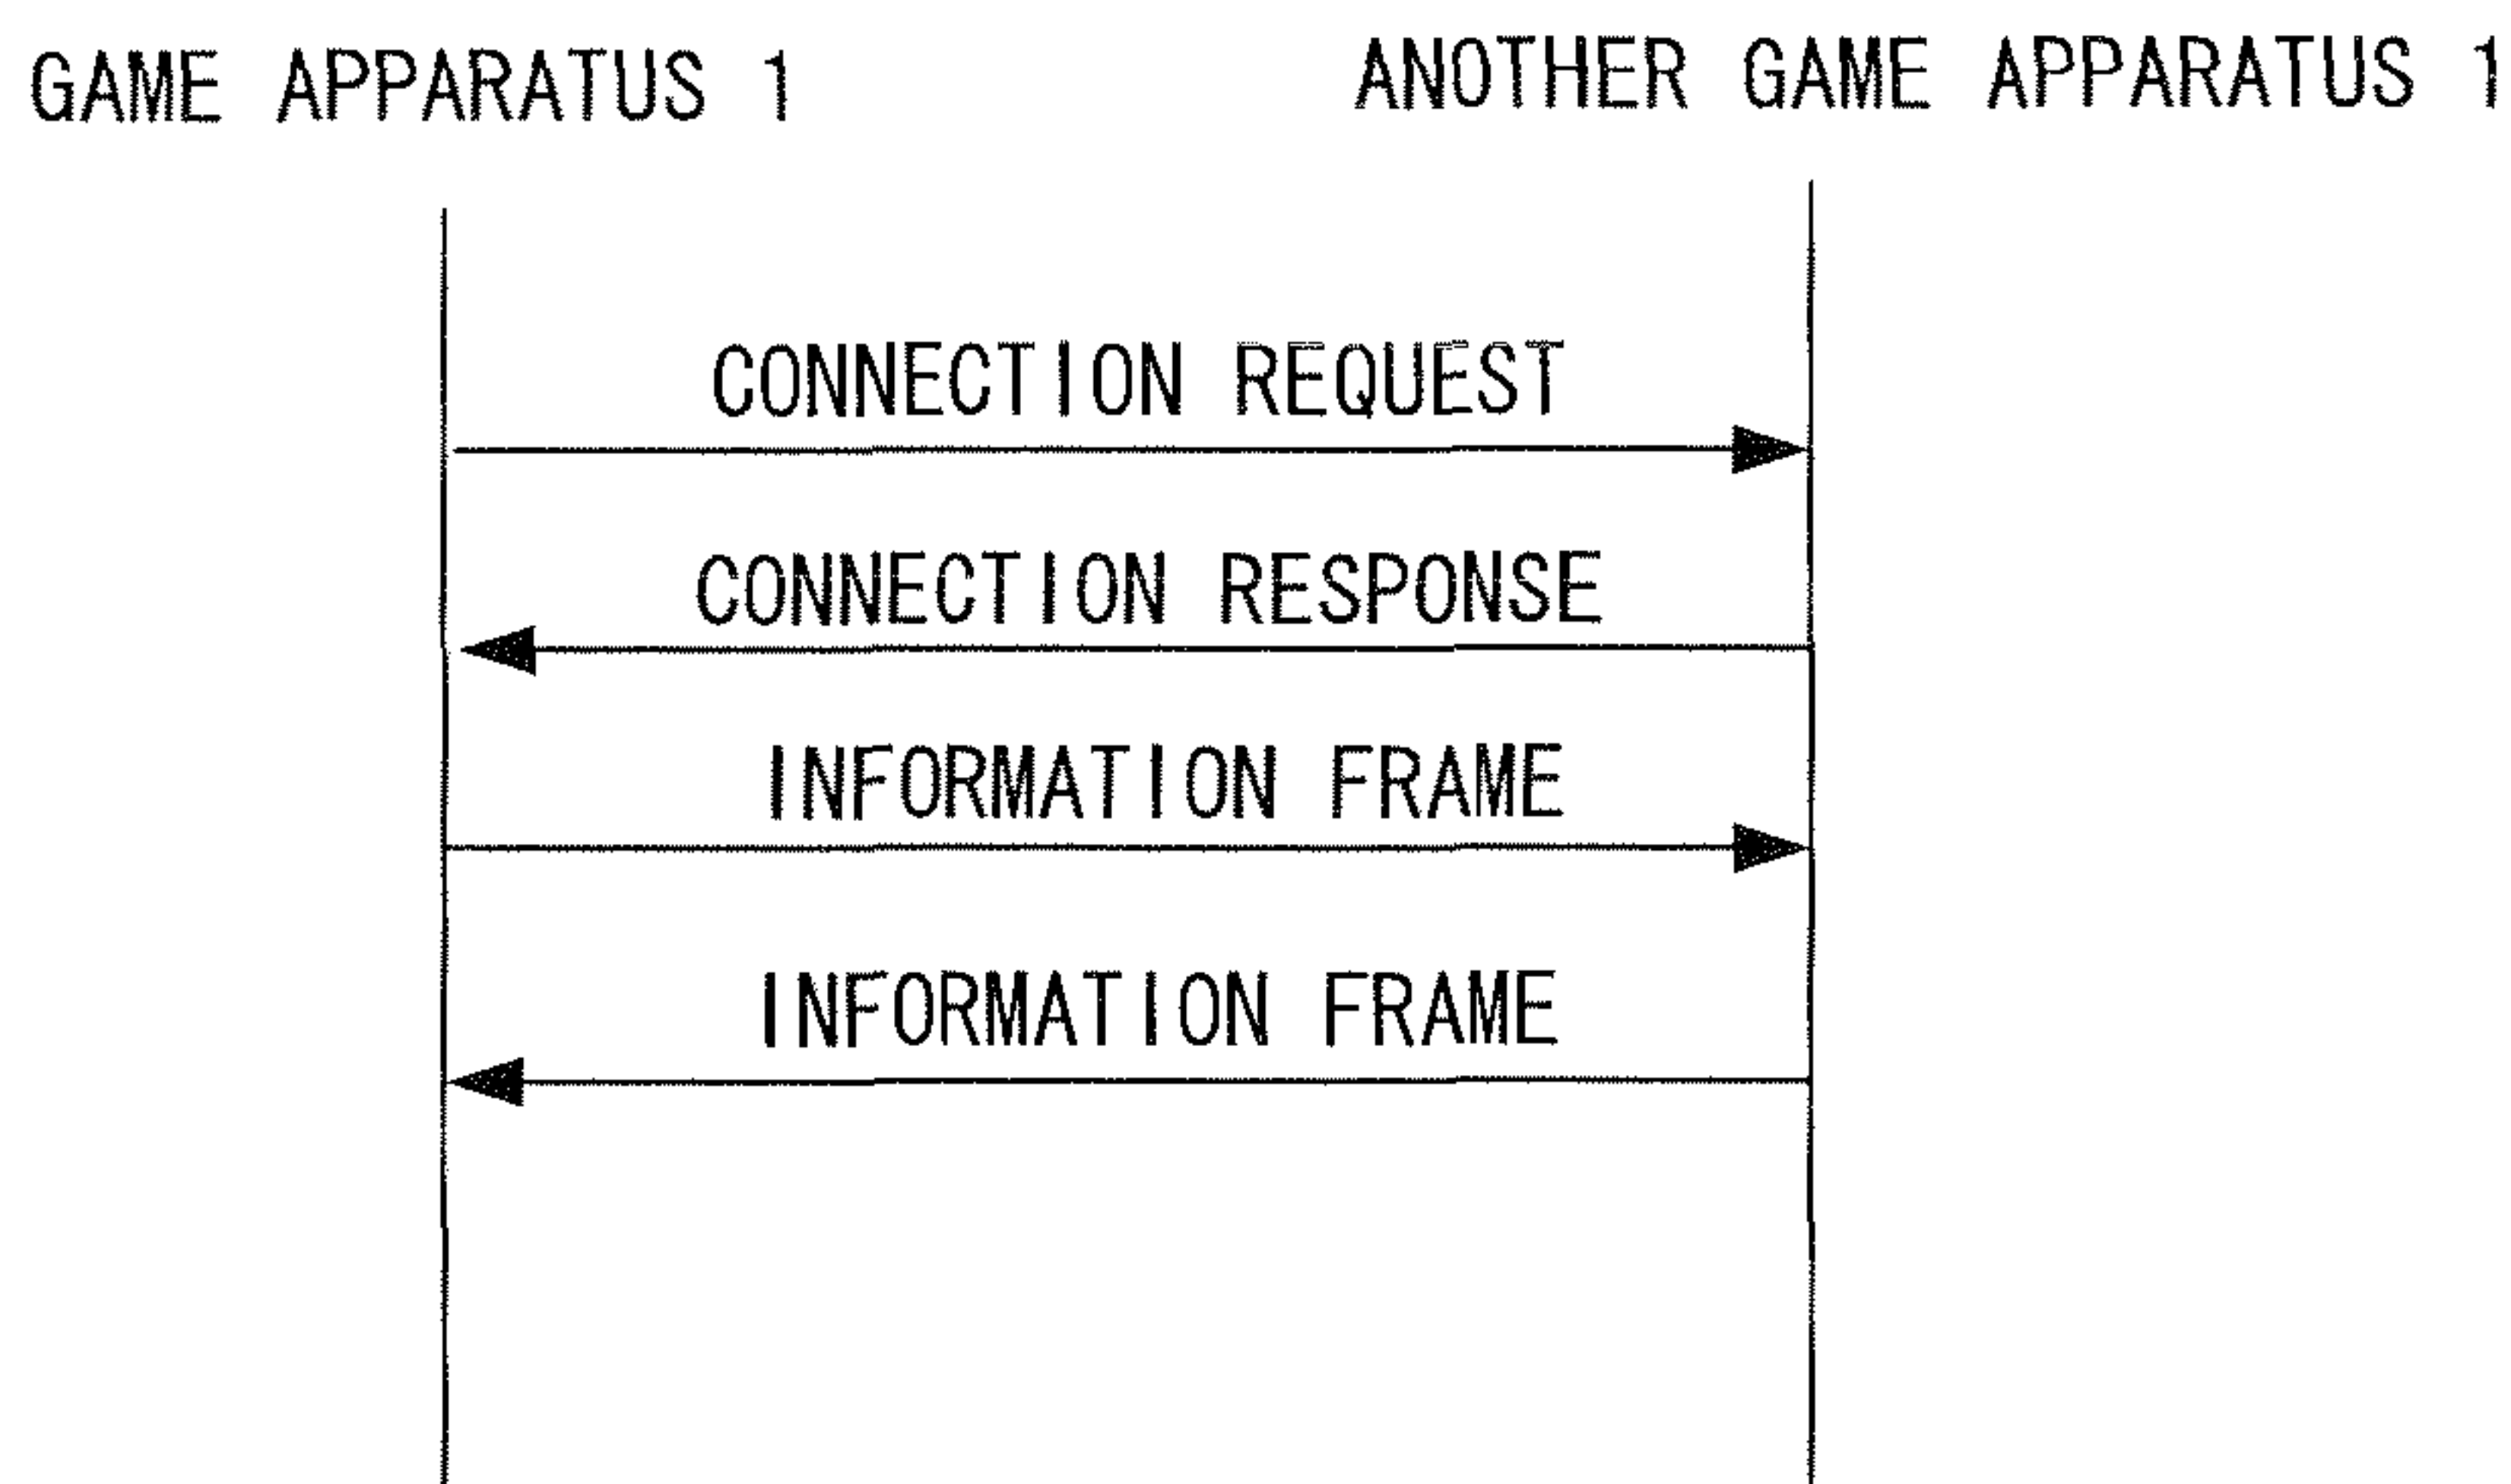 GAME APPARATUS 1
ANOTHER GAME APPARATUS 1
CONNECTION REQUEST
CONNECTION RESPONSE
INFORMATION FRAME
INFORMATION FRAME